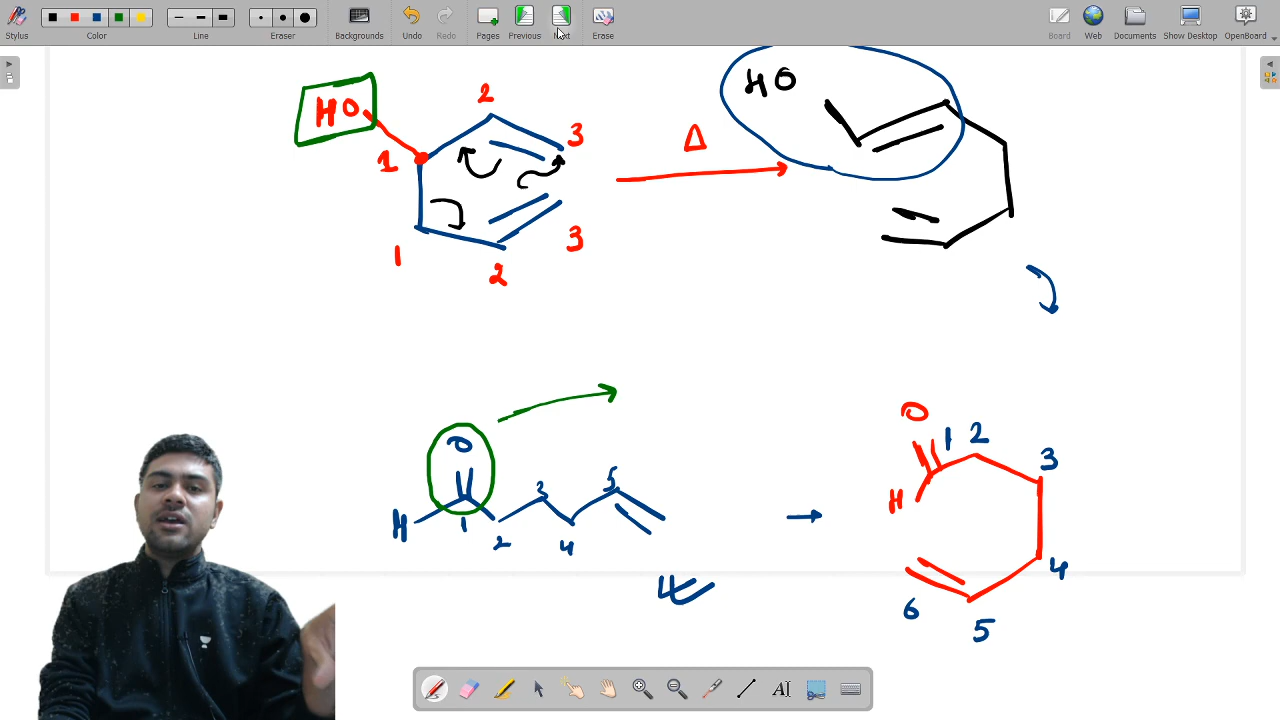 Stylus
Color
Line
Eraser
Backgrounds
Undo
Redo
Pages
Previous
Erase
Board
Web
Documents
Show Desktop
OpenBoard
HO
1
2
3
1
2
3
Δ
HO
H
O
1
2
3
4
5
O
H
1
2
3
4
5
6
AI